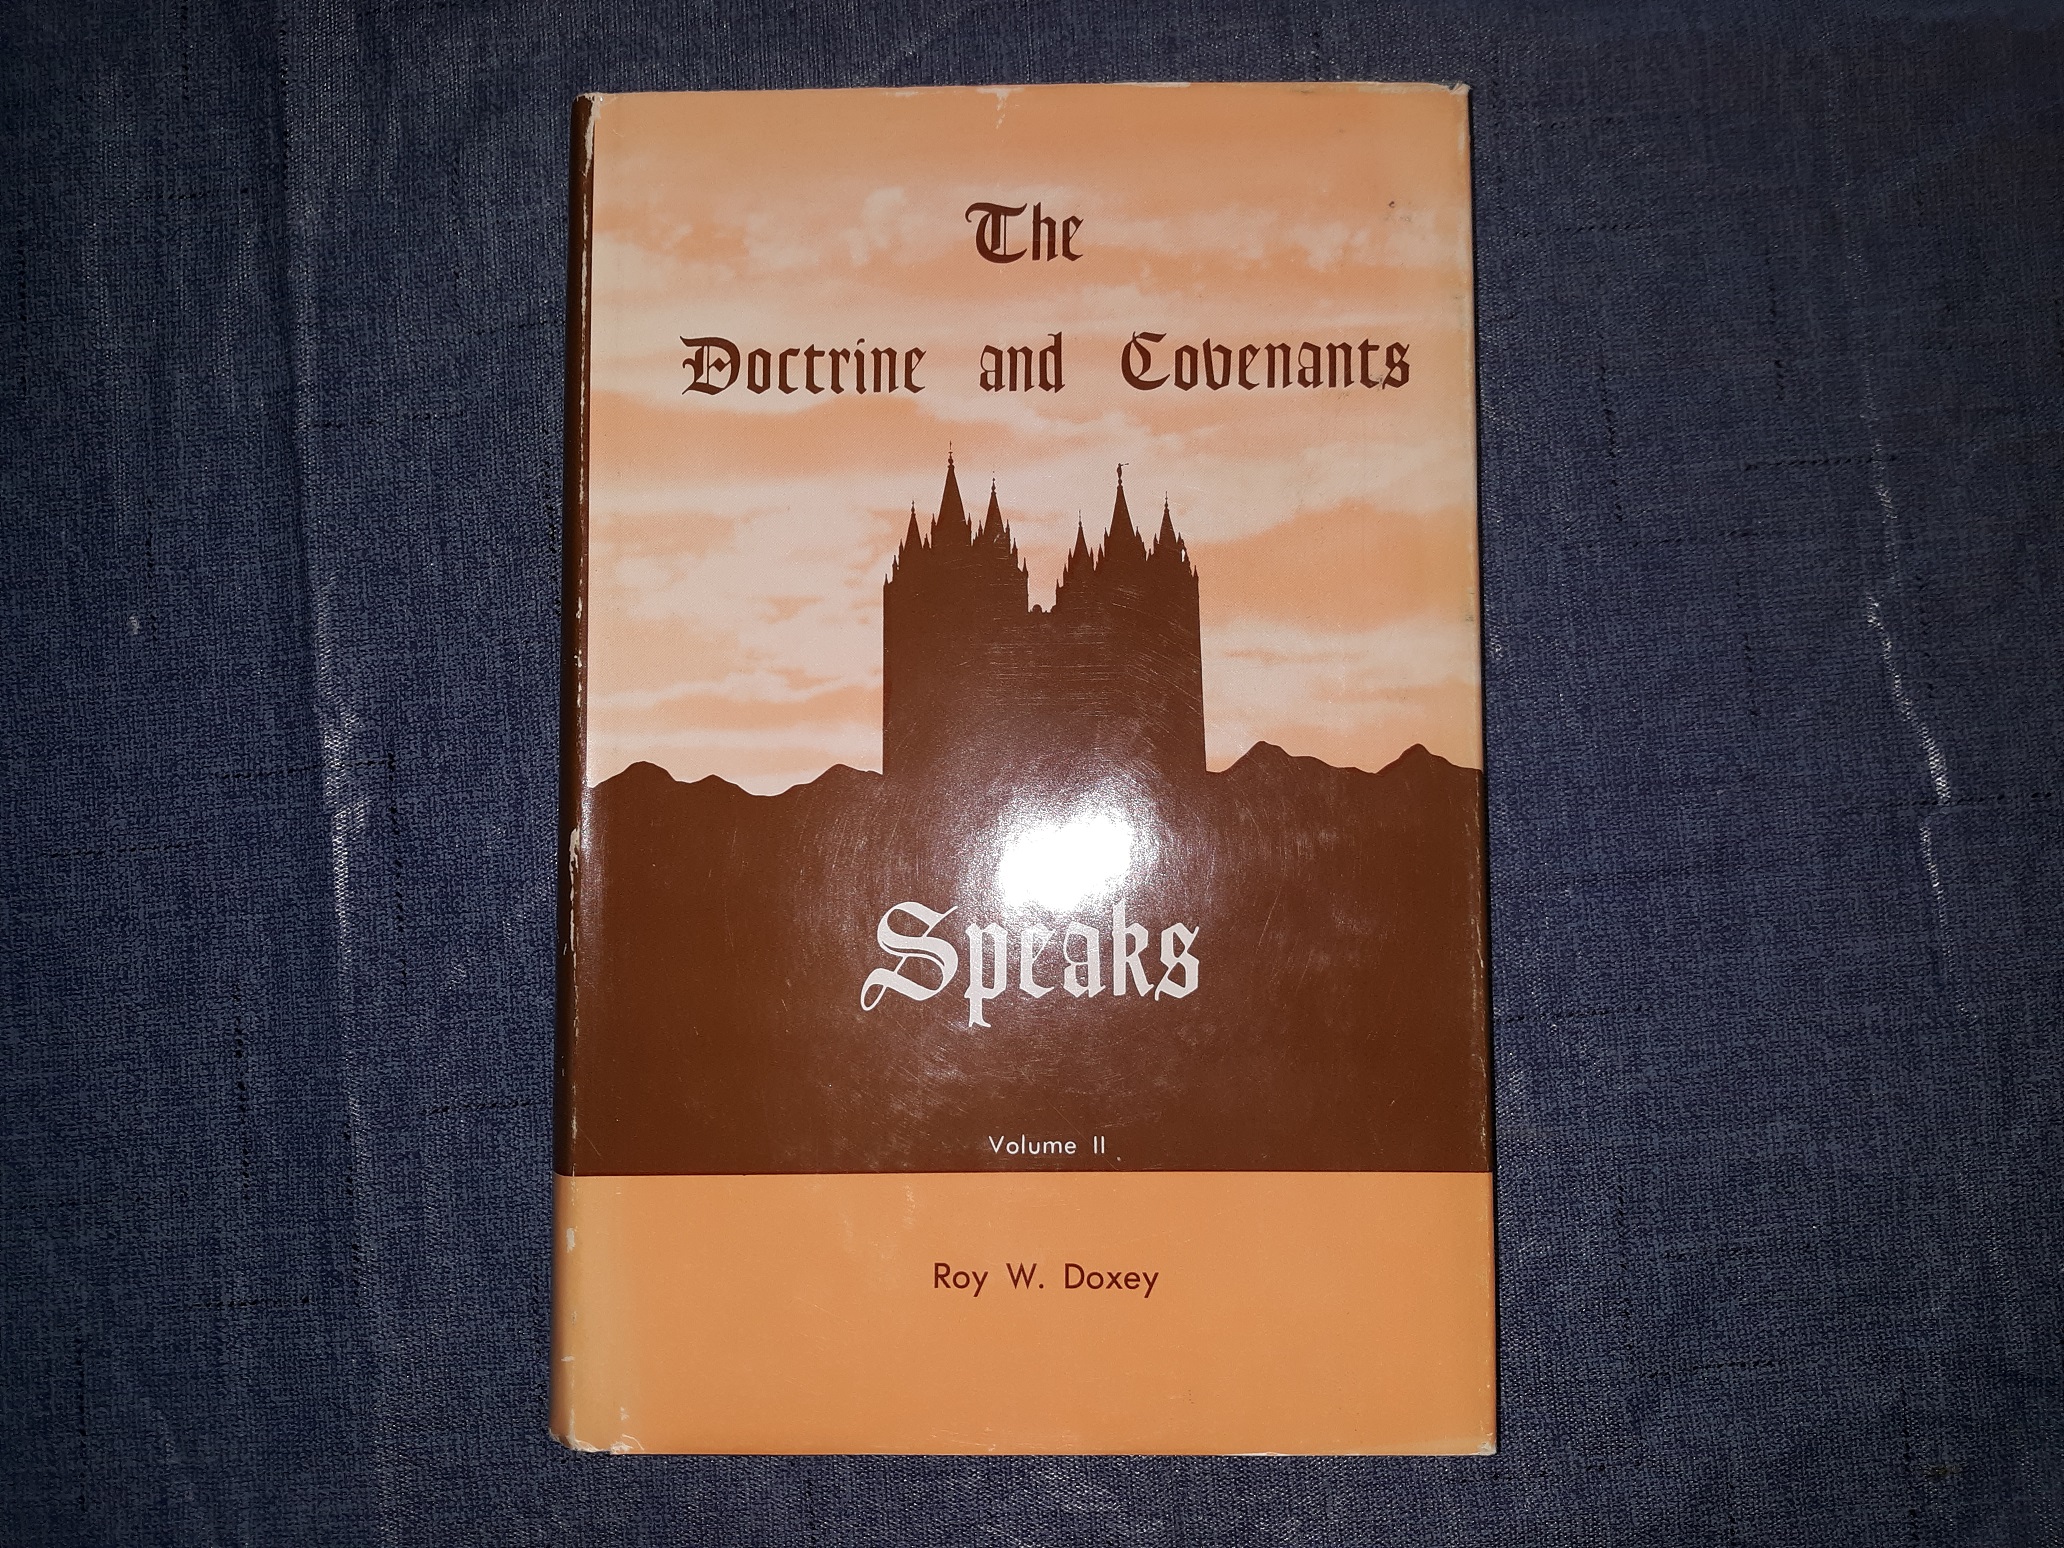 The
Doctrine and Covenants
Speaks
Volume II
Roy W. Doxey